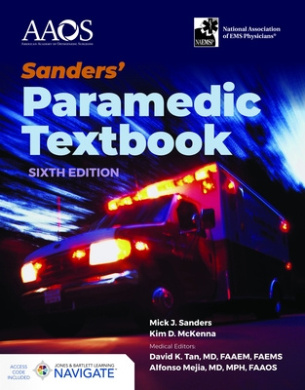 AAOS
AMERICAN ACADEMY OF ORTHOPAEDIC SURGEONS
NAEMSP®
National Association
of EMS Physicians®
Sanders'
Paramedic
Textbook
SIXTH EDITION
Mick J. Sanders
Kim D. McKenna
Medical Editors
David K. Tan, MD, FAAEM, FAEMS
Alfonso Mejia, MD, MPH, FAAOS
ACCESS
CODE
INCLUDED
JONES & BARTLETT LEARNING
NAVIGATE